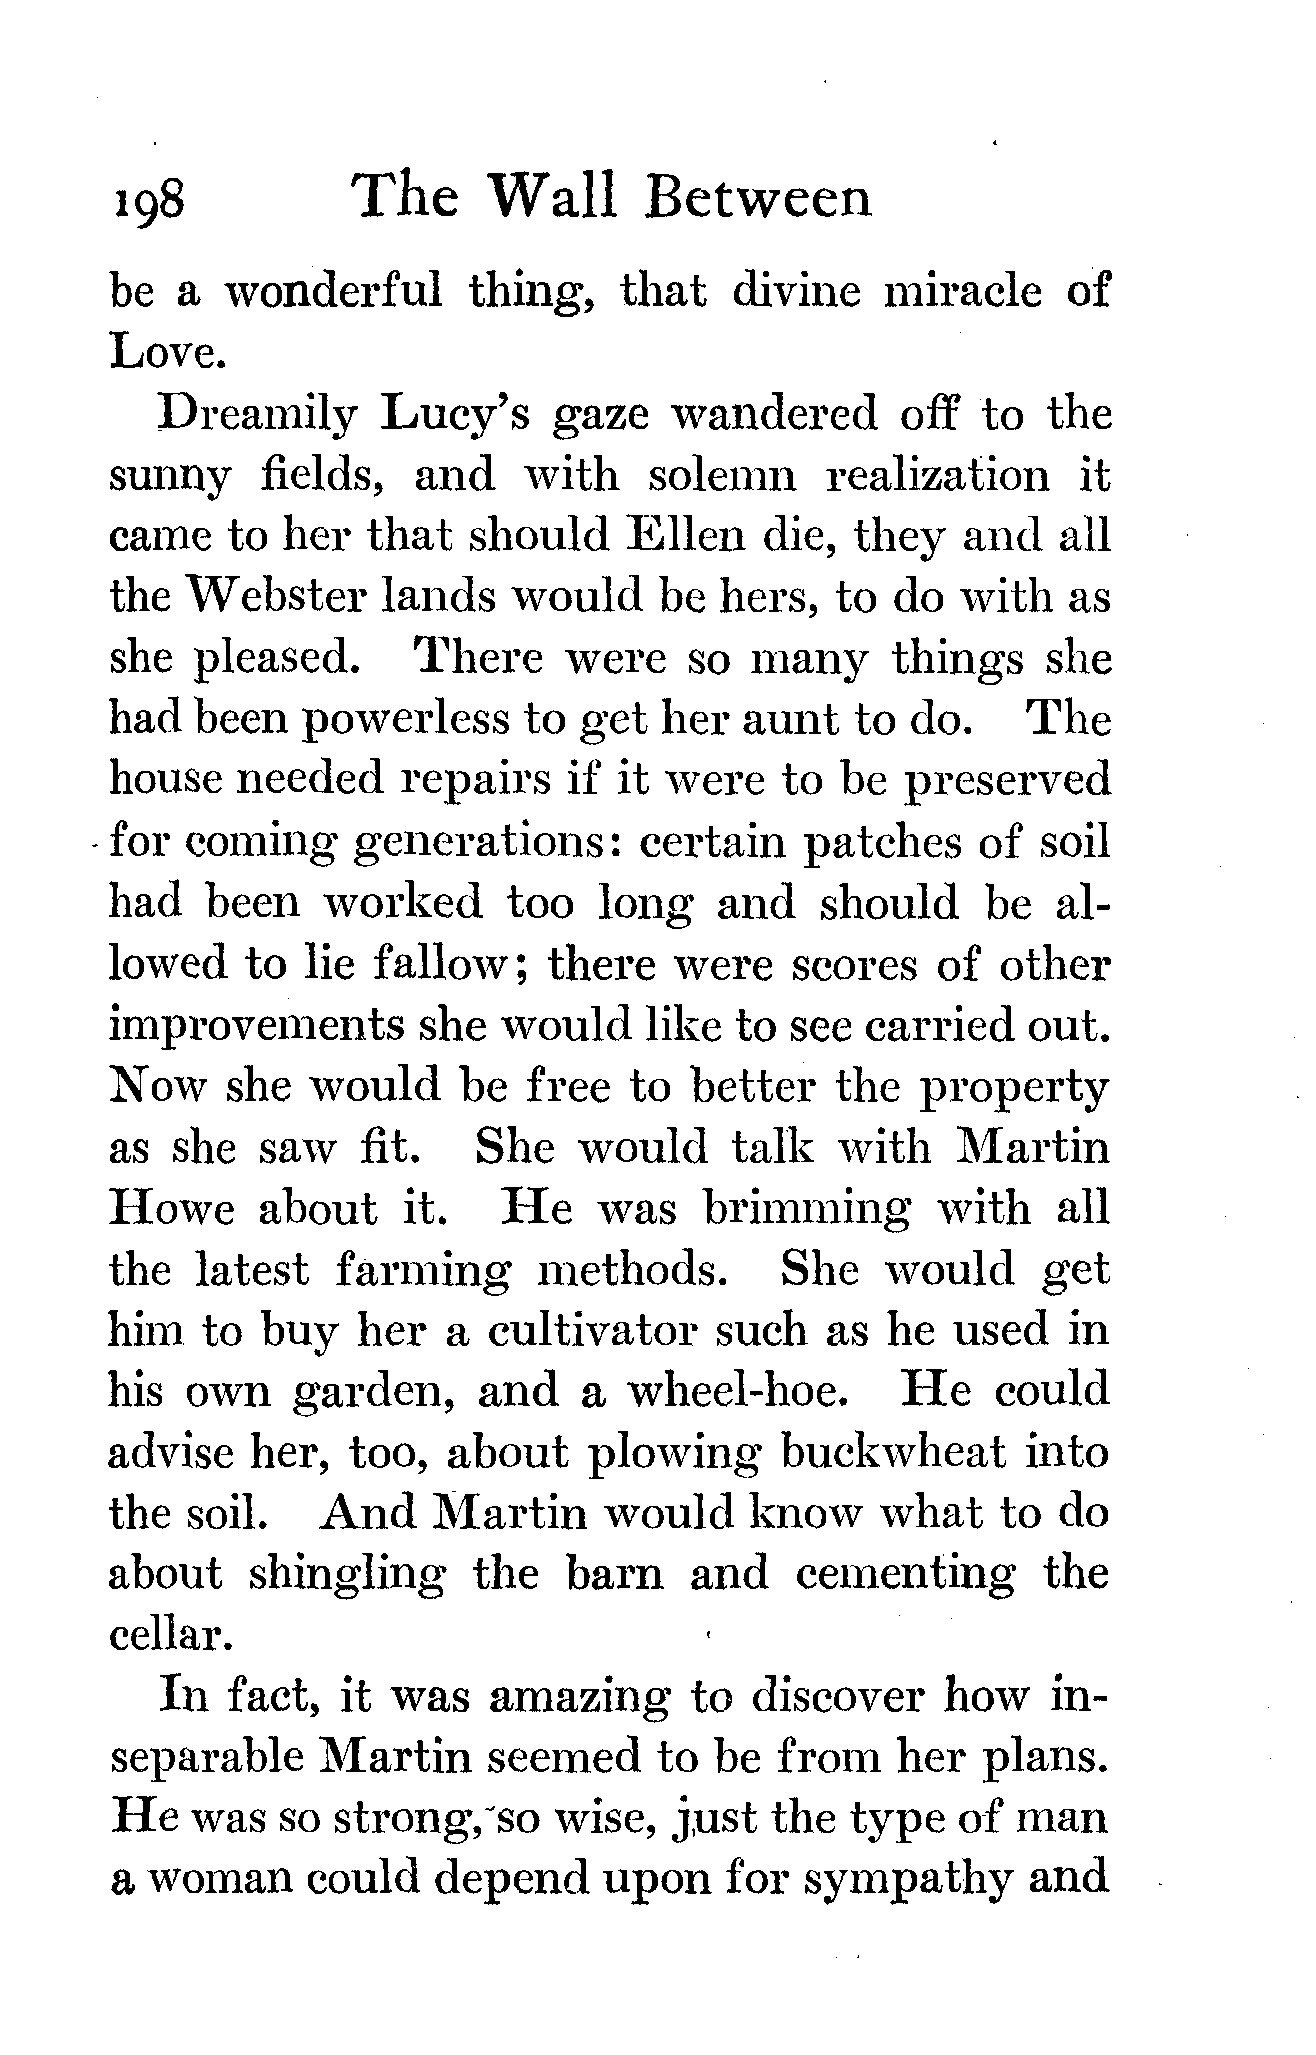 198 The Wall Between
be a wonderful thing, that divine miracle of
Love.
Dreamily Lucy's gaze wandered off to the
sunny fields, and with solemn realization it
came to her that should Ellen die, they and all
the Webster lands would be hers, to do with as
she pleased. There were so many things she
had been powerless to get her aunt to do. The
house needed repairs if it were to be preserved
for coming generations: certain patches of soil
had been worked too long and should be al-
lowed to lie fallow; there were scores of other
improvements she would like to see carried out.
Now she would be free to better the property
as she saw fit. She would talk with Martin
Howe about it. He was brimming with all
the latest farming methods. She would get
him to buy her a cultivator such as he used in
his own garden, and a wheel-hoe. He could
advise her, too, about plowing buckwheat into
the soil. And Martin would know what to do
about shingling the barn and cementing the
cellar.
In fact, it was amazing to discover how in-
separable Martin seemed to be from her plans.
He was so strong, so wise, just the type of man
a woman could depend upon for sympathy and